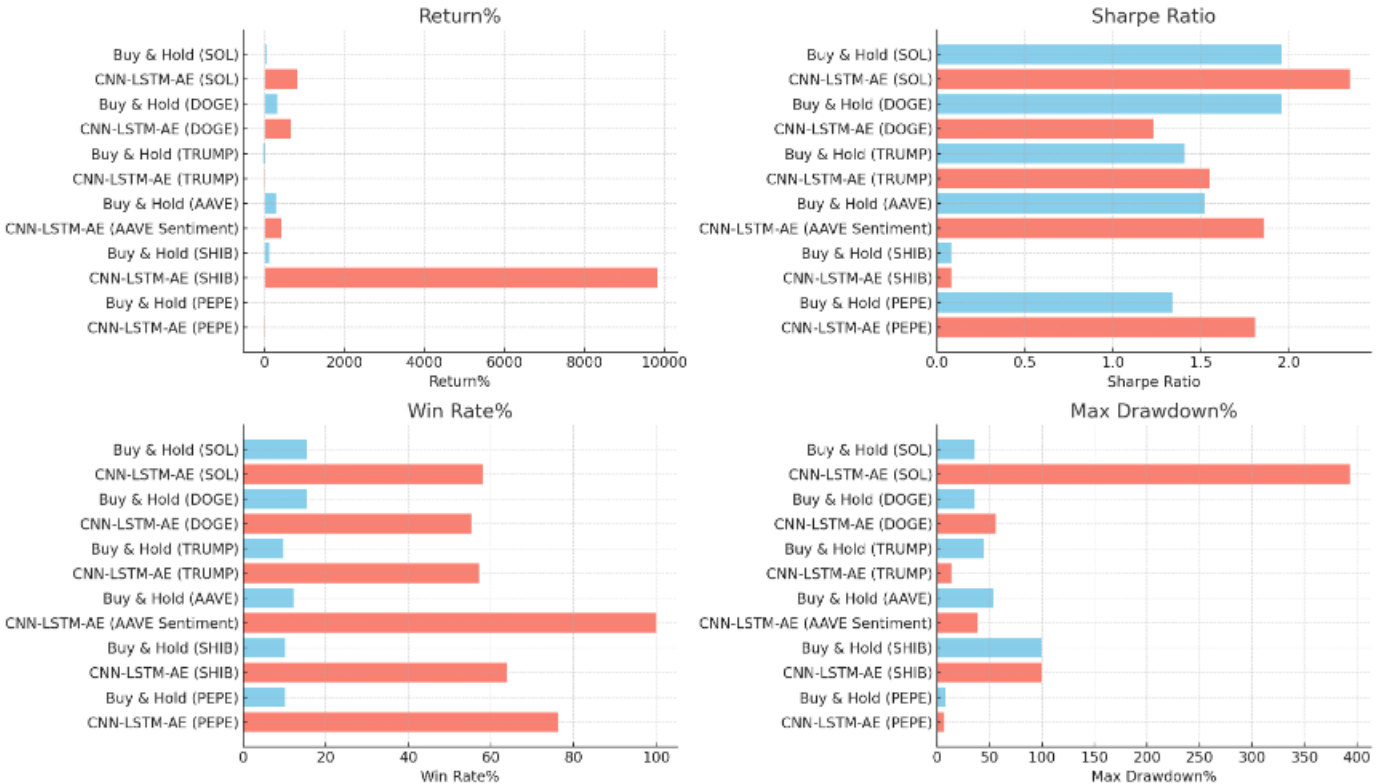 Return%
Buy & Hold (SOL)
CNN-LSTM-AE (SOL)
Buy & Hold (DOGE)
CNN-LSTM-AE (DOGE)
Buy & Hold (TRUMP)
CNN-LSTM-AE (TRUMP)
Buy & Hold (AAVE)
CNN-LSTM-AE (AAVE Sentiment)
Buy & Hold (SHIB)
CNN-LSTM-AE (SHIB)
Buy & Hold (PEPE)
CNN-LSTM-AE (PEPE)
0 2000 4000 6000 8000 10000
Return%
Sharpe Ratio
Buy & Hold (SOL)
CNN-LSTM-AE (SOL)
Buy & Hold (DOGE)
CNN-LSTM-AE (DOGE)
Buy & Hold (TRUMP)
CNN-LSTM-AE (TRUMP)
Buy & Hold (AAVE)
CNN-LSTM-AE (AAVE Sentiment)
Buy & Hold (SHIB)
CNN-LSTM-AE (SHIB)
Buy & Hold (PEPE)
CNN-LSTM-AE (PEPE)
0.0 0.5 1.0 1.5 2.0
Sharpe Ratio
Win Rate%
Buy & Hold (SOL)
CNN-LSTM-AE (SOL)
Buy & Hold (DOGE)
CNN-LSTM-AE (DOGE)
Buy & Hold (TRUMP)
CNN-LSTM-AE (TRUMP)
Buy & Hold (AAVE)
CNN-LSTM-AE (AAVE Sentiment)
Buy & Hold (SHIB)
CNN-LSTM-AE (SHIB)
Buy & Hold (PEPE)
CNN-LSTM-AE (PEPE)
0 20 40 60 80 100
Win Rate%
Max Drawdown%
Buy & Hold (SOL)
CNN-LSTM-AE (SOL)
Buy & Hold (DOGE)
CNN-LSTM-AE (DOGE)
Buy & Hold (TRUMP)
CNN-LSTM-AE (TRUMP)
Buy & Hold (AAVE)
CNN-LSTM-AE (AAVE Sentiment)
Buy & Hold (SHIB)
CNN-LSTM-AE (SHIB)
Buy & Hold (PEPE)
CNN-LSTM-AE (PEPE)
0 50 100 150 200 250 300 350 400
Max Drawdown%